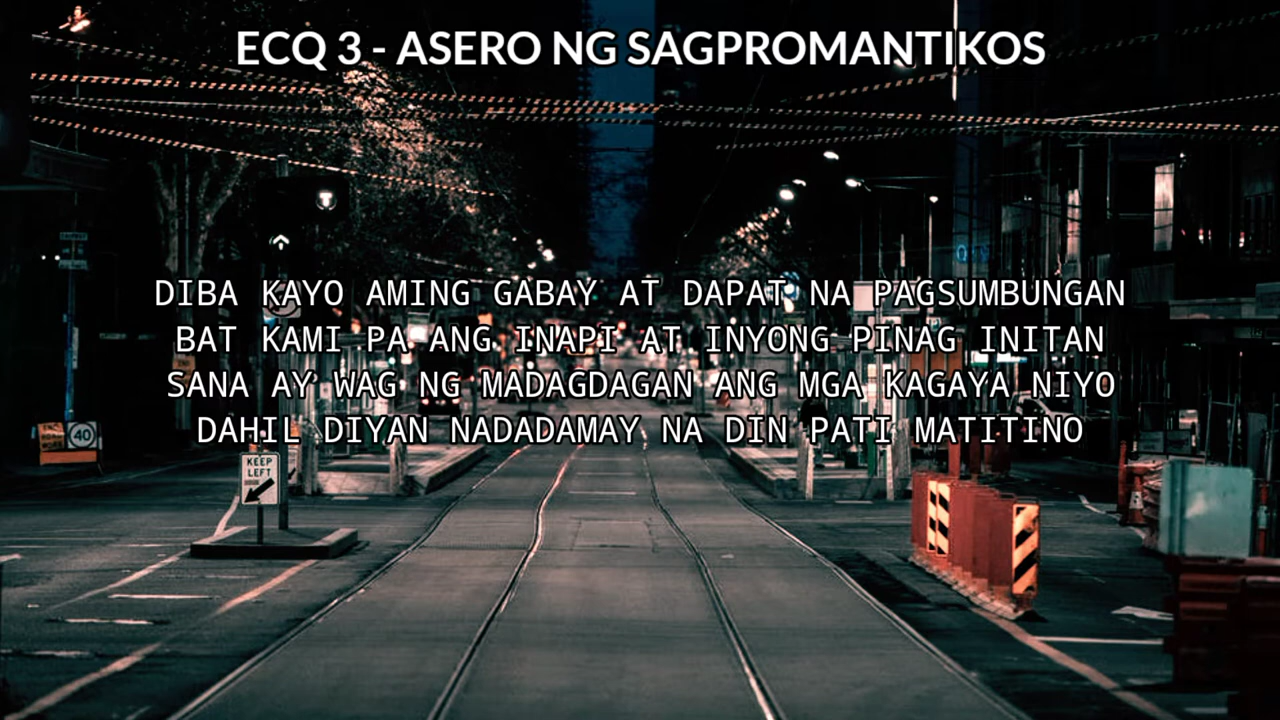 ECQ 3 - ASERO NG SAGPROMANTIKOS
DIBA KAYO AMING GABAY AT DAPAT NA PAGSUMBUNGAN
BAT KAMI PA ANG INAPI AT INYONG PINAG INITAN
SANA AY WAG NG MADAGDAGAN ANG MGA KAGAYA NIYO
DAHIL DIYAN NADADAMAY NA DIN PATI MATITINO
40
KEEP
LEFT